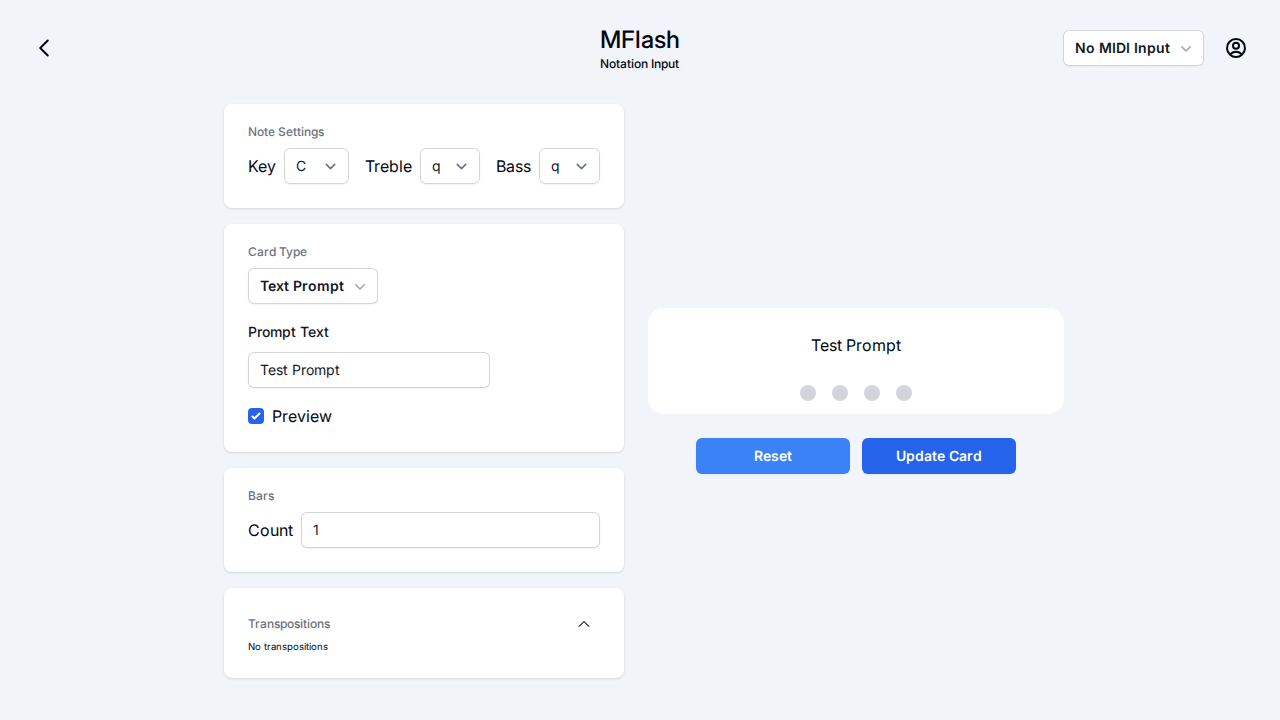 MFlash
Notation Input
No MIDI Input
Note Settings
Key C Treble q Bass q
Card Type
Text Prompt
Prompt Text
Test Prompt
Preview
Bars
Count 1
Transpositions
No transpositions
Test Prompt
Reset Update Card